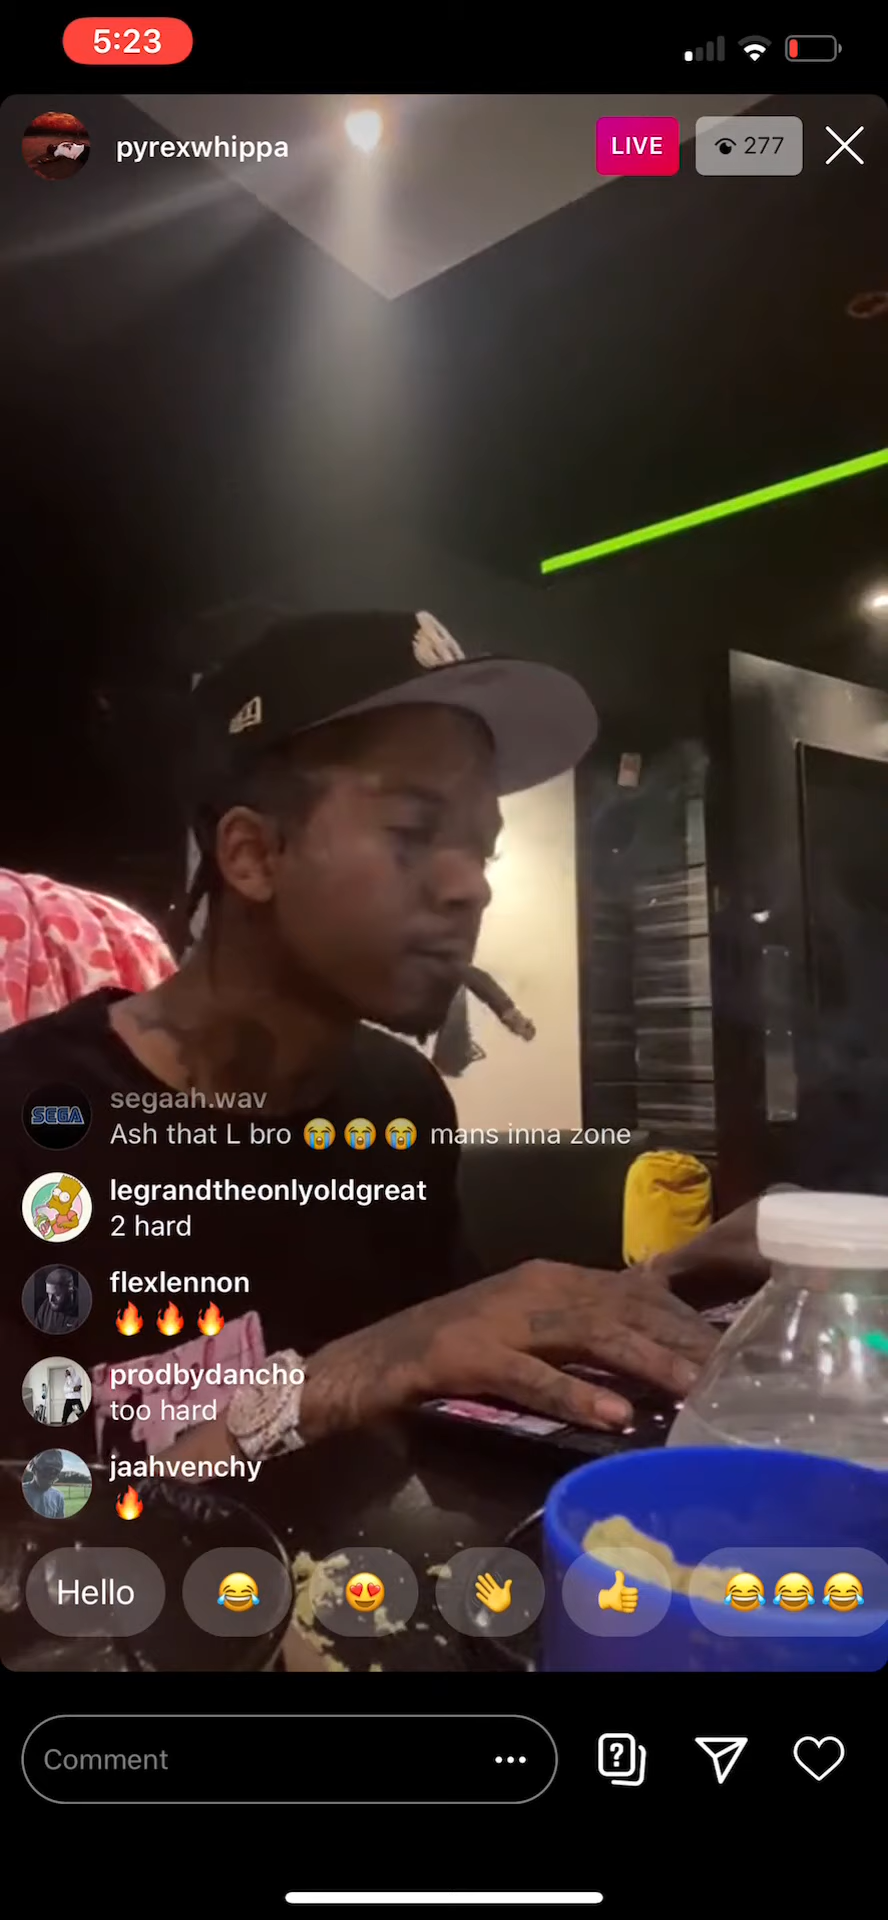 5:23
pyrexwhippa
LIVE
277
segaah.wav
Ash that L bro 😭😭😭 mans inna zone
legrandtheonlyoldgreat
2 hard
flexlennon
🔥🔥🔥
prodbydancho
too hard
jaahvenchy
🔥
SEGA
Hello
😂
😍
👋
👍
😂😂😂
Comment